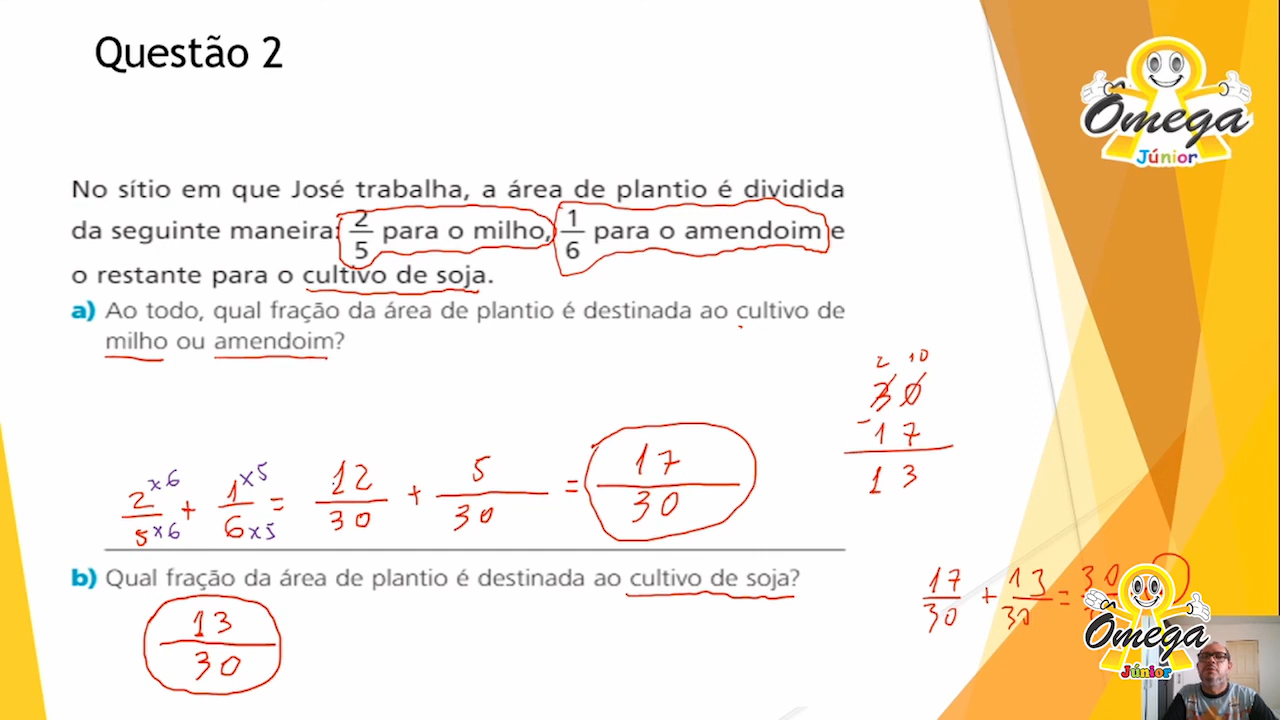 Questão 2
Ômega
Júnior
No sítio em que José trabalha, a área de plantio é dividida
da seguinte maneira: 2/5 para o milho, 1/6 para o amendoim e
o restante para o cultivo de soja.
a) Ao todo, qual fração da área de plantio é destinada ao cultivo de
milho ou amendoim?
2 10
30
-17
13
2×6/5×6 + 1×5/6×5 = 12/30 + 5/30 = 17/30
b) Qual fração da área de plantio é destinada ao cultivo de soja?
13/30
17/30 + 13/30 = 30
Ômega
Júnior